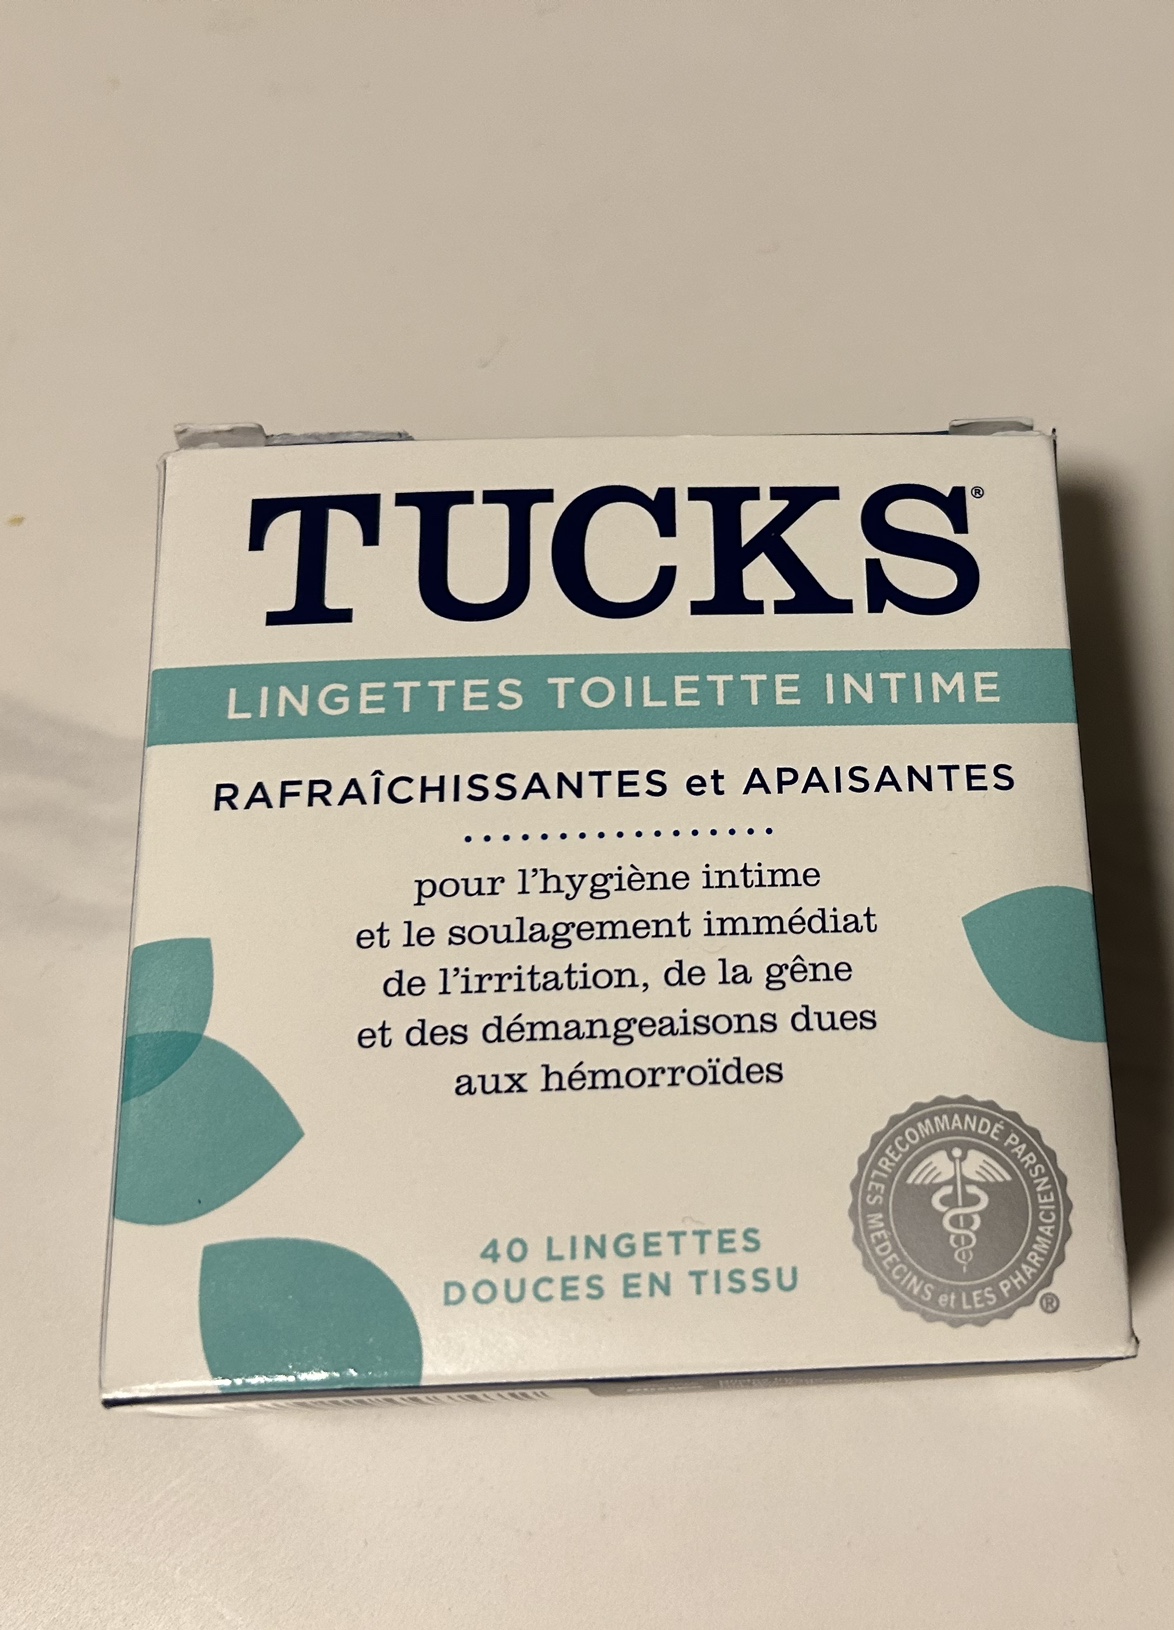 TUCKS®
LINGETTES TOILETTE INTIME
RAFRAÎCHISSANTES et APAISANTES
pour l'hygiène intime
et le soulagement immédiat
de l'irritation, de la gêne
et des démangeaisons dues
aux hémorroïdes
40 LINGETTES
DOUCES EN TISSU
RECOMMANDÉ PAR
LES MÉDECINS et LES PHARMACIENS
®